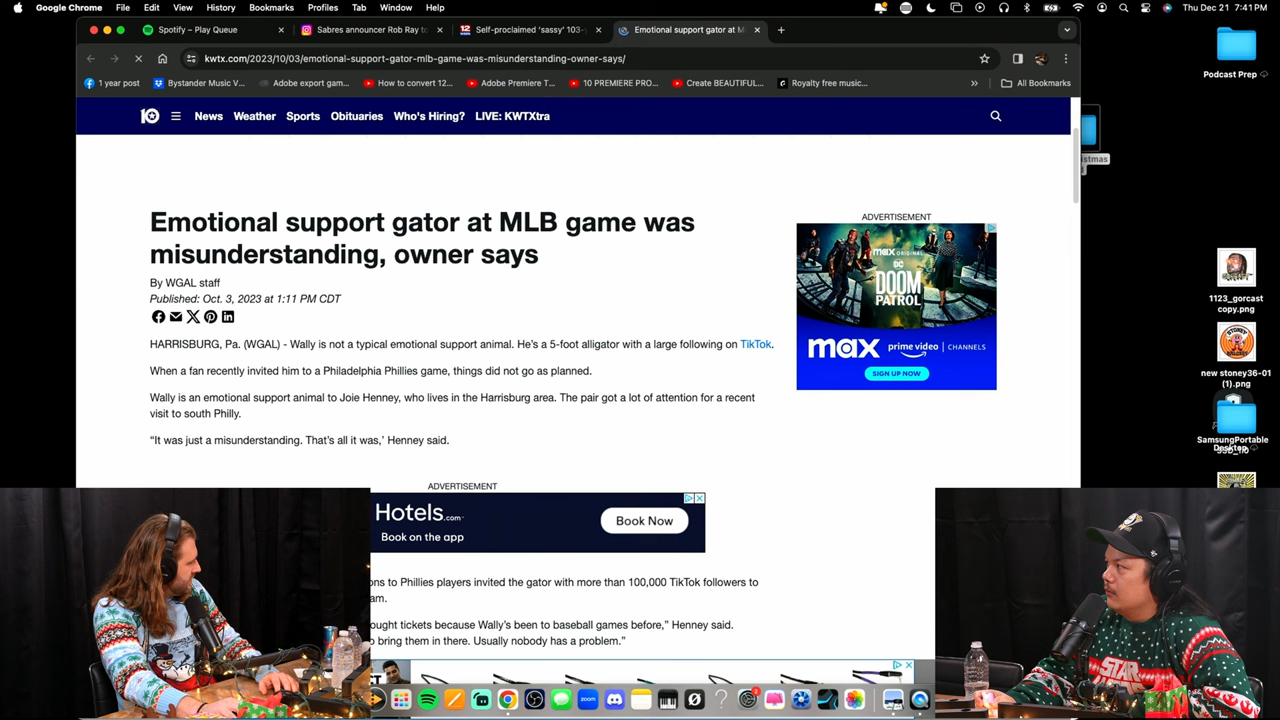 Google Chrome File Edit View History Bookmarks Profiles Tab Window Help Thu Dec 21 7:41 PM
Spotify – Play Queue
Sabres announcer Rob Ray to
Self-proclaimed ‘sassy’ 103-y
Emotional support gator at M
kwtx.com/2023/10/03/emotional-support-gator-mlb-game-was-misunderstanding-owner-says/
1 year post Bystander Music V... Adobe export gam... How to convert 12... Adobe Premiere T... 10 PREMIERE PRO... Create BEAUTIFUL... Royalty free music... » All Bookmarks
10 News Weather Sports Obituaries Who's Hiring? LIVE: KWTXtra
Emotional support gator at MLB game was
misunderstanding, owner says
By WGAL staff
Published: Oct. 3, 2023 at 1:11 PM CDT
HARRISBURG, Pa. (WGAL) - Wally is not a typical emotional support animal. He’s a 5-foot alligator with a large following on TikTok.
When a fan recently invited him to a Philadelphia Phillies game, things did not go as planned.
Wally is an emotional support animal to Joie Henney, who lives in the Harrisburg area. The pair got a lot of attention for a recent
visit to south Philly.
“It was just a misunderstanding. That’s all it was,’ Henney said.
ADVERTISEMENT
Hotels.com
Book on the app
Book Now
ons to Phillies players invited the gator with more than 100,000 TikTok followers to
am.
ought tickets because Wally’s been to baseball games before,” Henney said.
o bring them in there. Usually nobody has a problem.”
ADVERTISEMENT
max ORIGINAL
DC
DOOM
PATROL
max prime video CHANNELS
SIGN UP NOW
Podcast Prep
istmas
1123_gorcast
copy.png
new stoney36-01
(1).png
SamsungPortable
Desktop
zoom
STAR